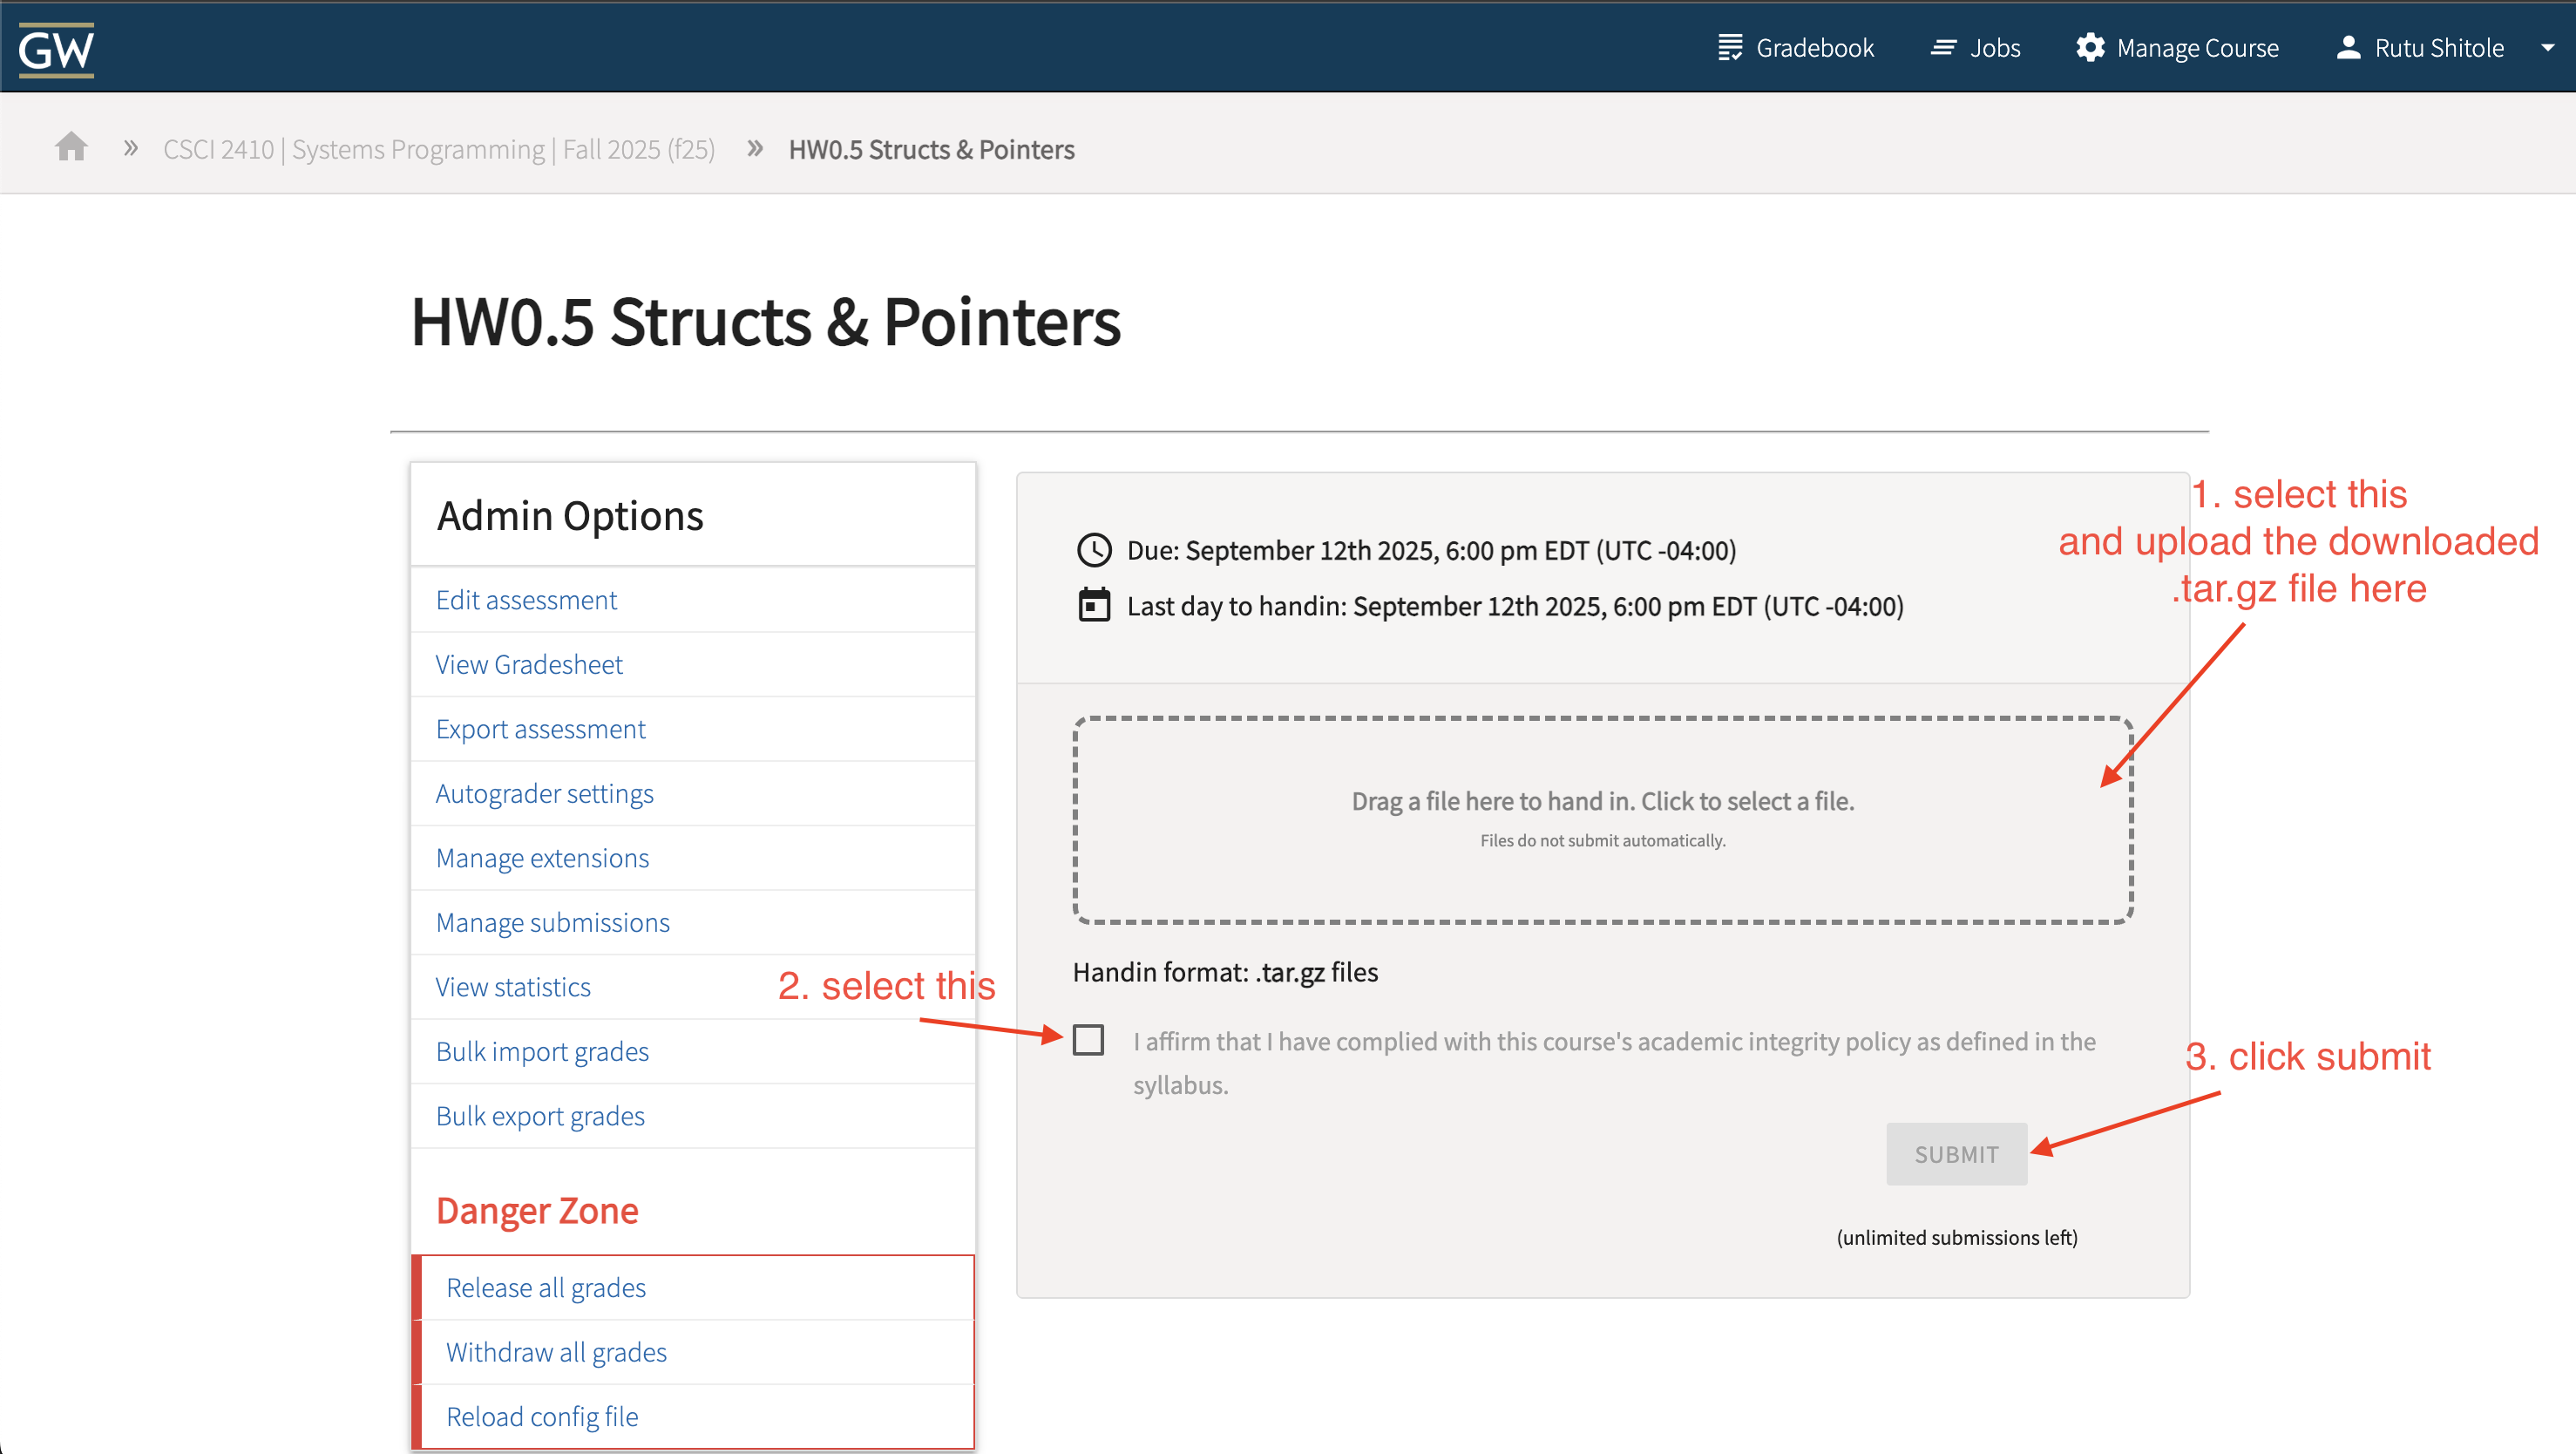 GW
Gradebook
Jobs
Manage Course
Rutu Shitole
» CSCI 2410 | Systems Programming | Fall 2025 (f25) » HW0.5 Structs & Pointers
HW0.5 Structs & Pointers
Admin Options
Edit assessment
View Gradesheet
Export assessment
Autograder settings
Manage extensions
Manage submissions
View statistics
Bulk import grades
Bulk export grades
Danger Zone
Release all grades
Withdraw all grades
Reload config file
Due: September 12th 2025, 6:00 pm EDT (UTC -04:00)
Last day to handin: September 12th 2025, 6:00 pm EDT (UTC -04:00)
1. select this
and upload the downloaded
.tar.gz file here
Drag a file here to hand in. Click to select a file.
Files do not submit automatically.
Handin format: .tar.gz files
2. select this
I affirm that I have complied with this course's academic integrity policy as defined in the
syllabus.
3. click submit
SUBMIT
(unlimited submissions left)